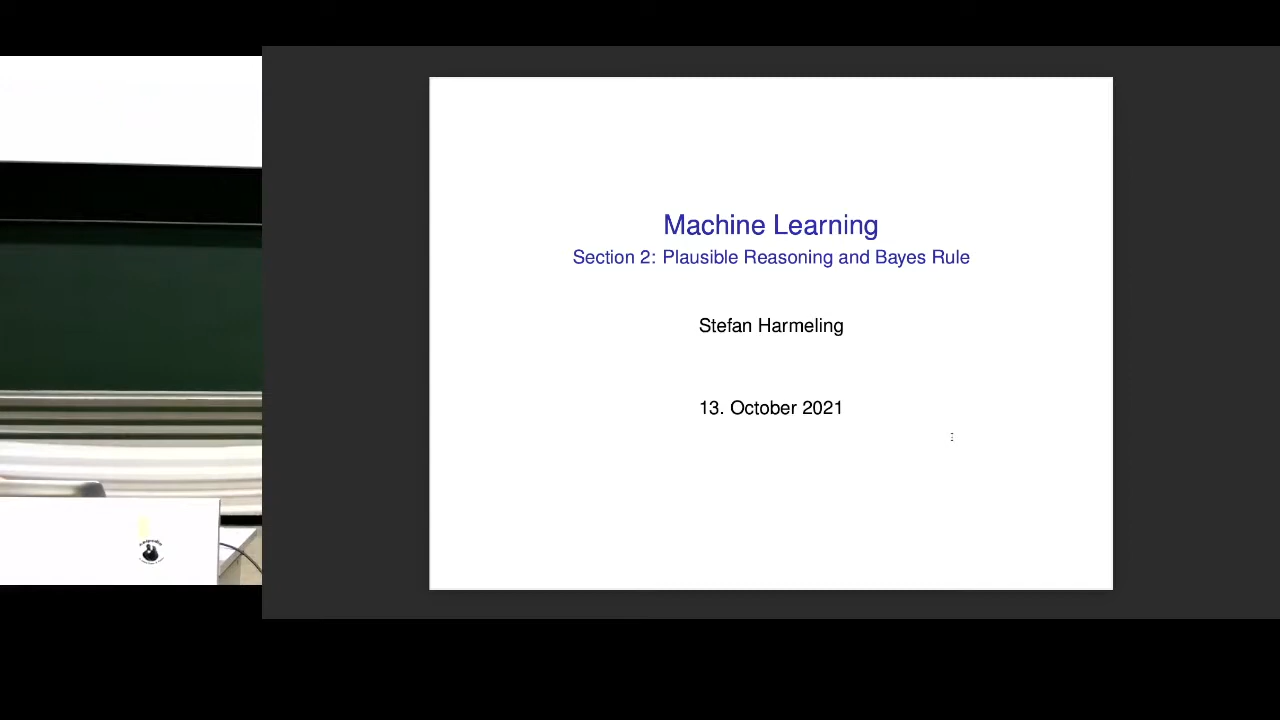 Machine Learning
Section 2: Plausible Reasoning and Bayes Rule
Stefan Harmeling
13. October 2021